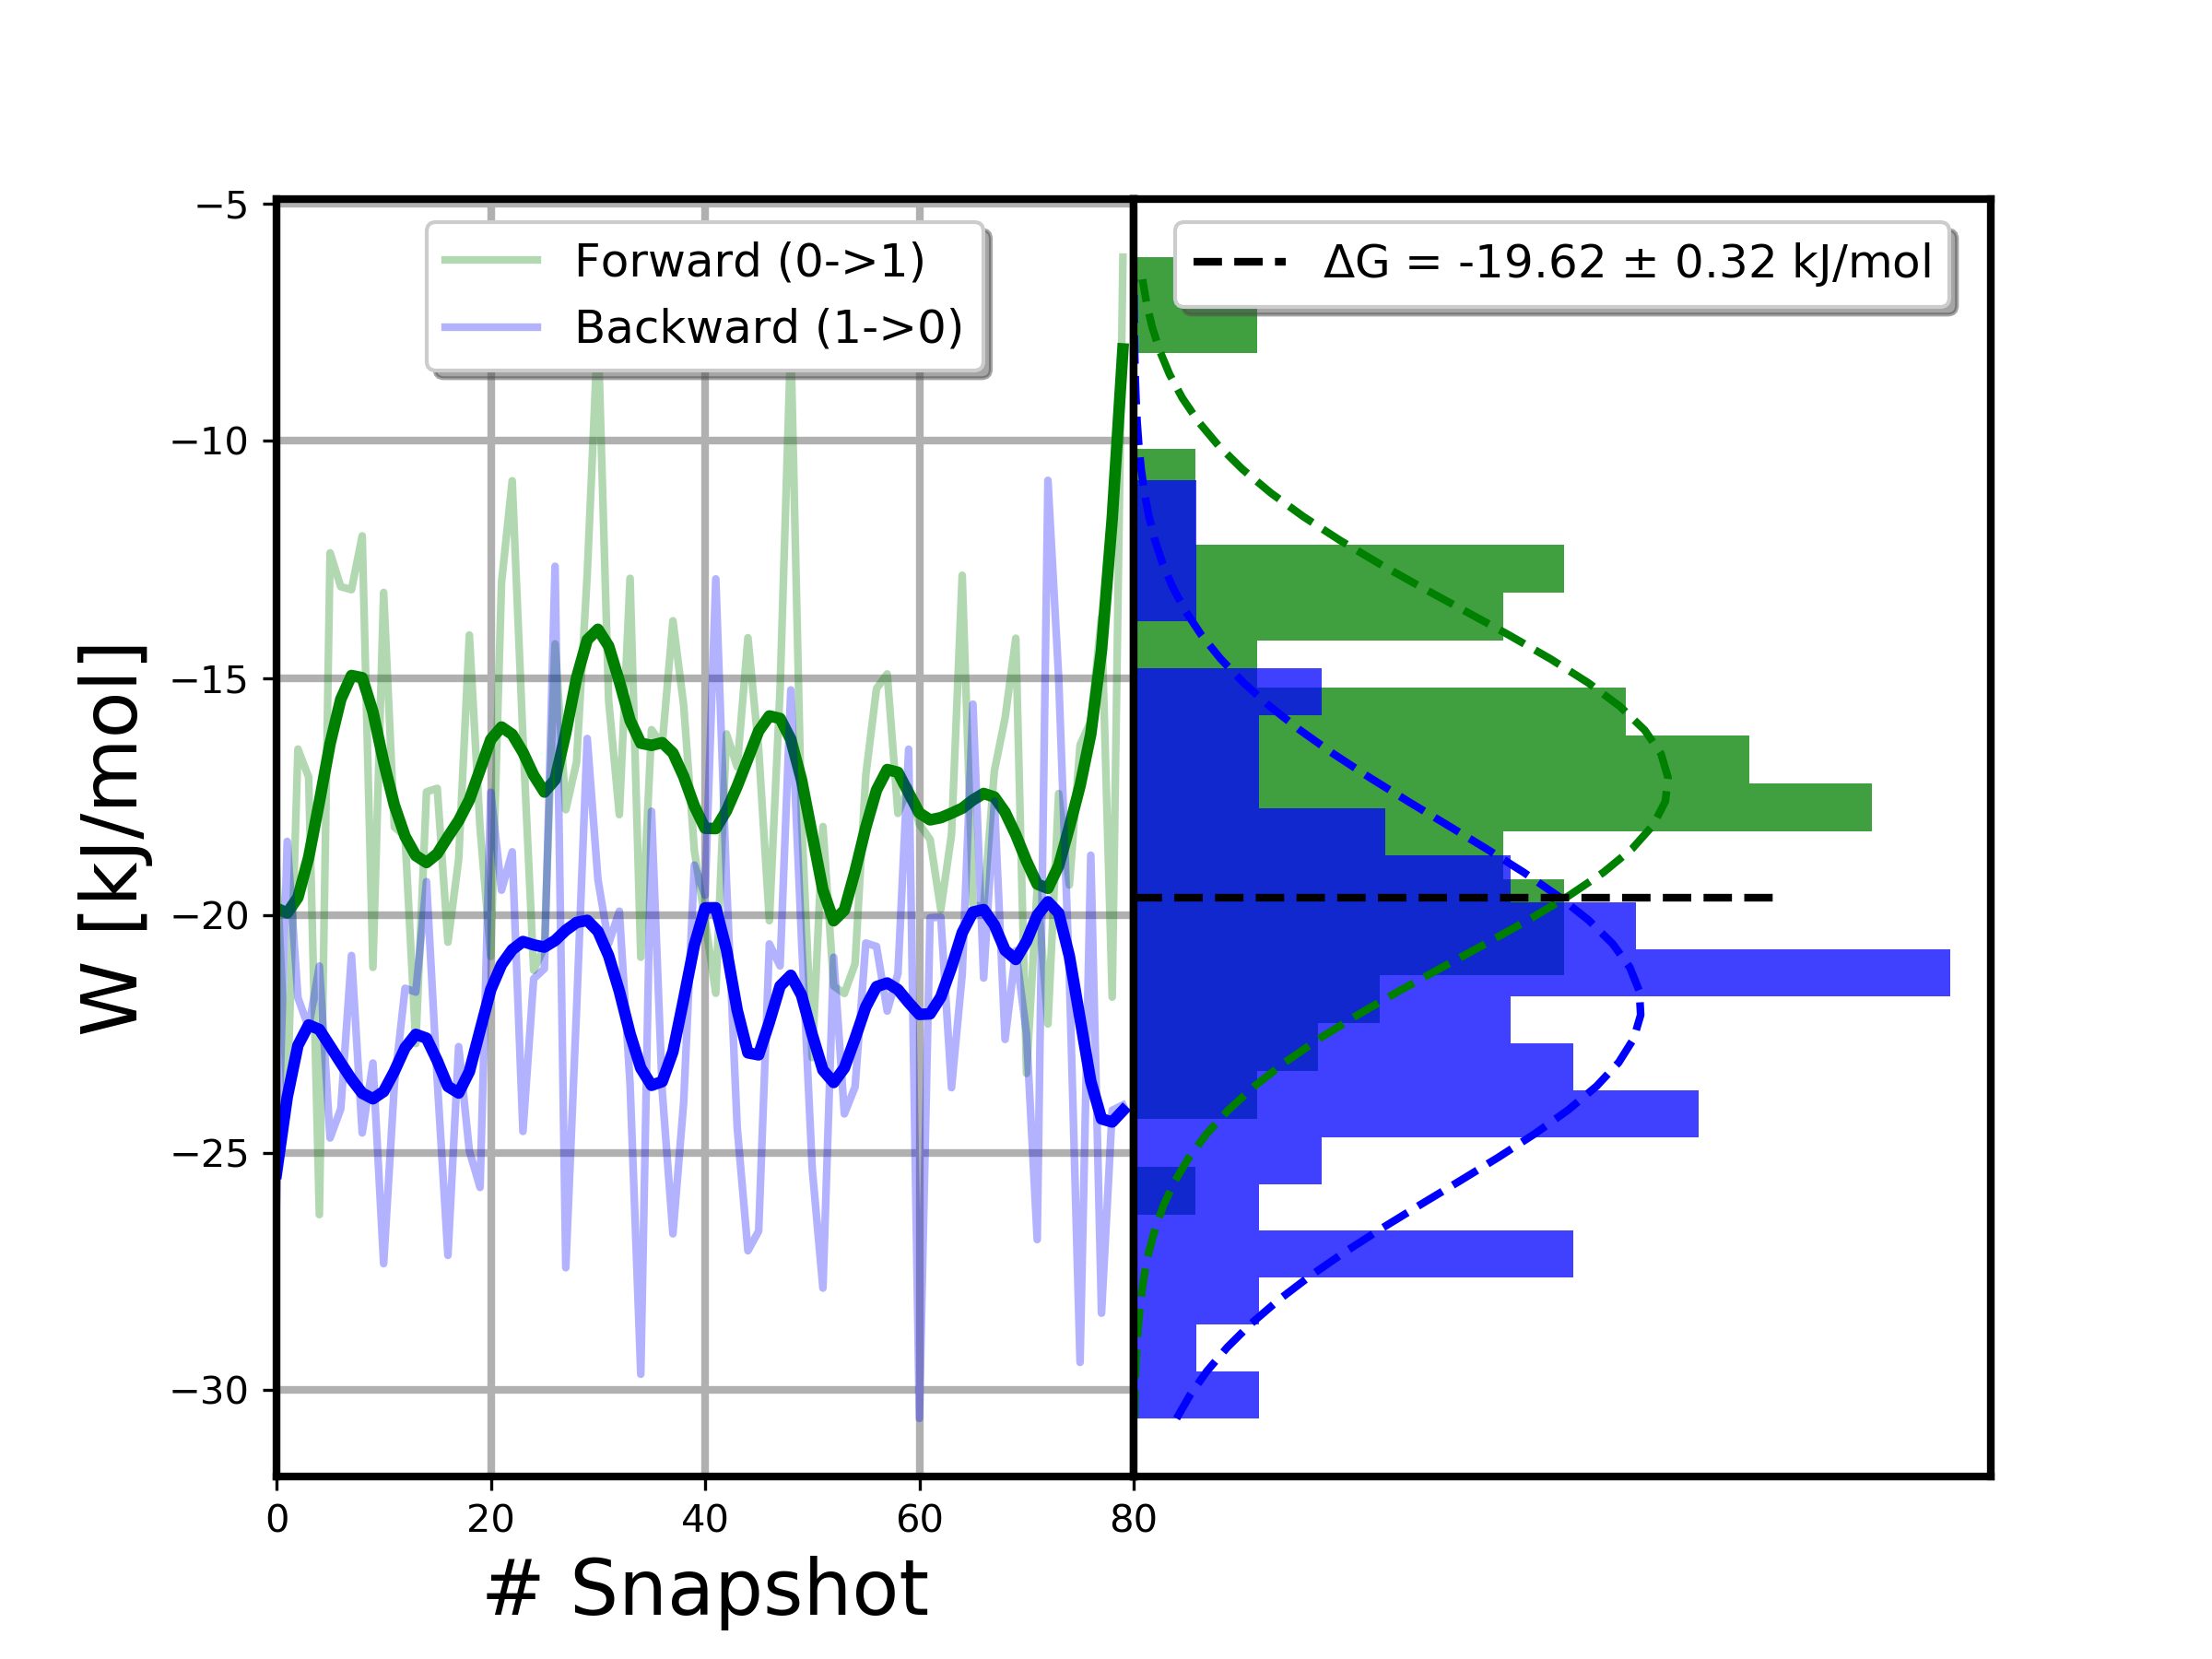 −5
−10
−15
−20
−25
−30
W [kJ/mol]
Forward (0->1)
Backward (1->0)
ΔG = -19.62 ± 0.32 kJ/mol
0 20 40 60 80
# Snapshot